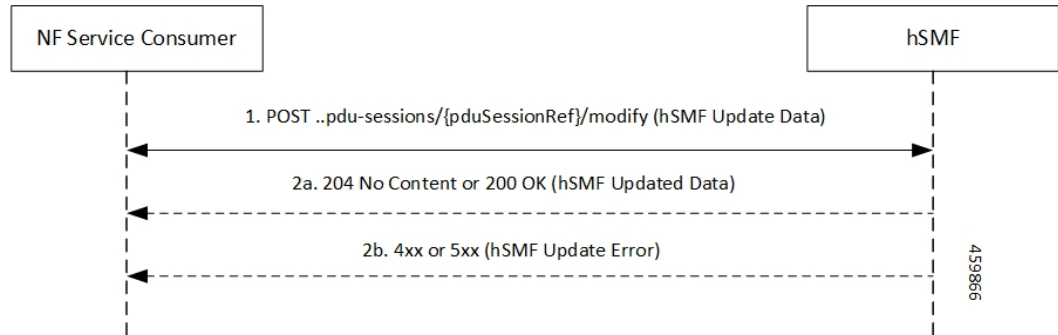 NF Service Consumer
hSMF
1. POST ..pdu-sessions/{pduSessionRef}/modify (hSMF Update Data)
2a. 204 No Content or 200 OK (hSMF Updated Data)
2b. 4xx or 5xx (hSMF Update Error)
459866